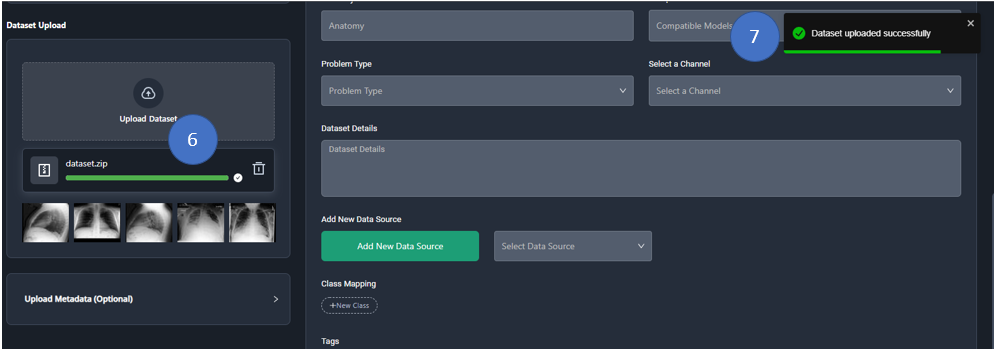 Dataset Upload
Upload Dataset
6
dataset.zip
Upload Metadata (Optional)
Anatomy
Compatible Models
7
Dataset uploaded successfully
Problem Type
Select a Channel
Problem Type
Select a Channel
Dataset Details
Dataset Details
Add New Data Source
Add New Data Source
Select Data Source
Class Mapping
+New Class
Tags